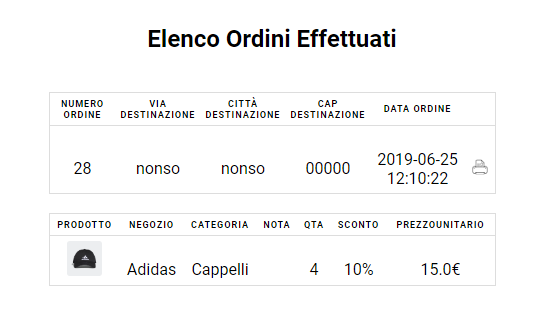 Elenco Ordini Effettuati
NUMERO ORDINE VIA DESTINAZIONE CITTÀ DESTINAZIONE CAP DESTINAZIONE DATA ORDINE
28 nonso nonso 00000 2019-06-25 12:10:22
PRODOTTO NEGOZIO CATEGORIA NOTA QTA SCONTO PREZZOUNITARIO
Adidas Cappelli 4 10% 15.0€